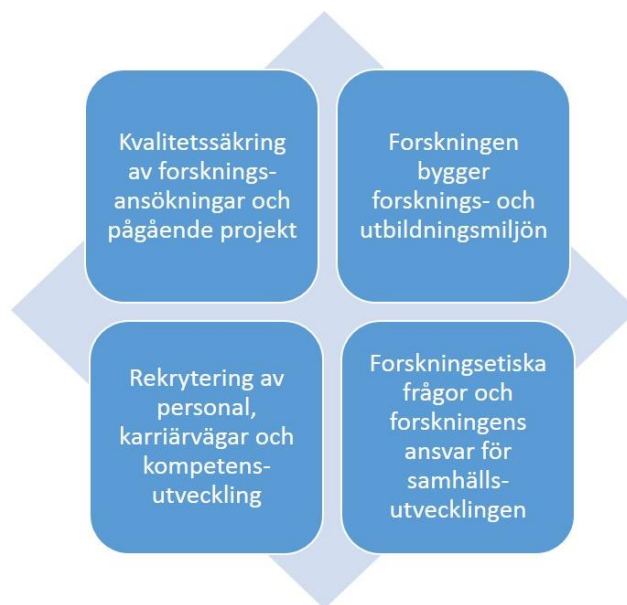 Kvalitetssäkring
av forsknings-
ansökningar och
pågående projekt
Forskningen
bygger
forsknings- och
utbildningsmiljön
Rekrytering av
personal,
karriärvägar och
kompetens-
utveckling
Forskningsetiska
frågor och
forskningens
ansvar för
samhälls-
utvecklingen